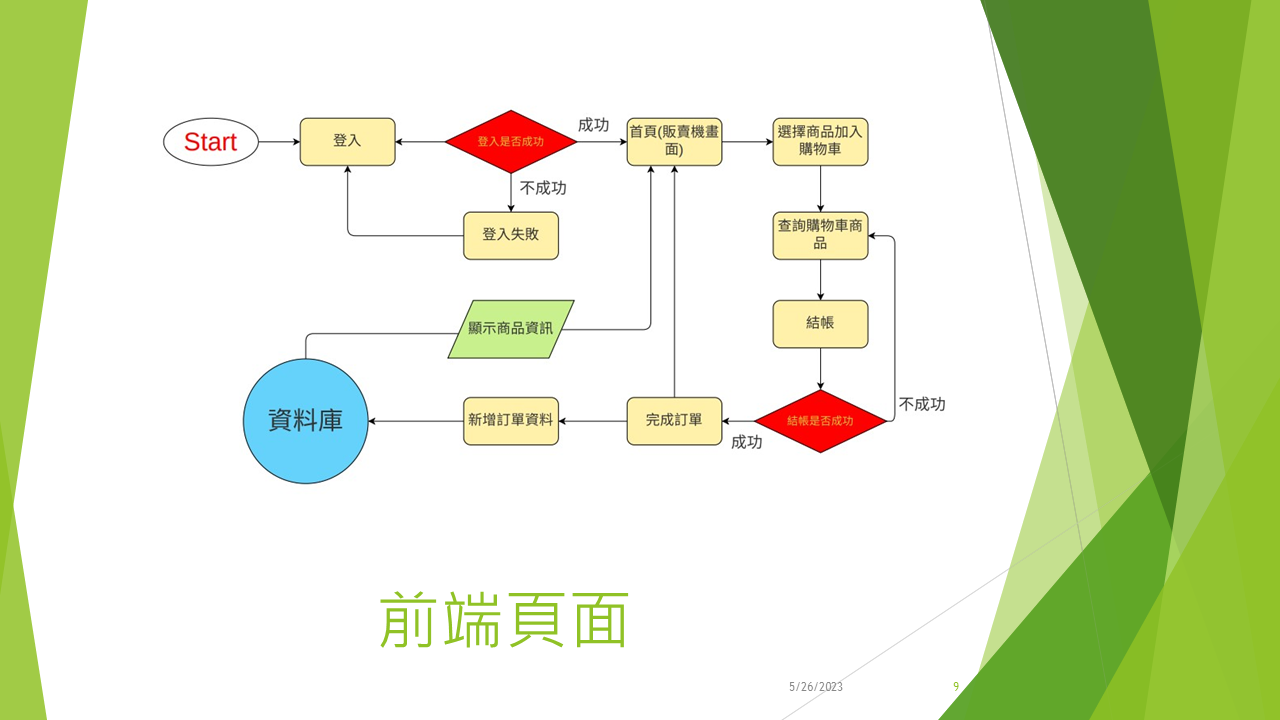 Start
登入
登入是否成功
成功
首頁(販賣機畫
面)
選擇商品加入
購物車
不成功
登入失敗
查詢購物車商
品
顯示商品資訊
結帳
資料庫
新增訂單資料
完成訂單
成功
結帳是否成功
不成功
前端頁面
5/26/2023
9